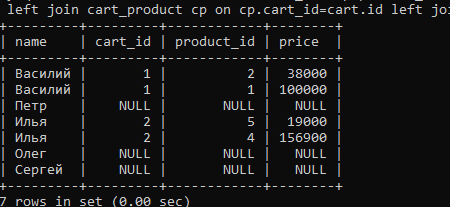 left join cart_product cp on cp.cart_id=cart.id left joi
| name | cart_id | product_id | price |
| Василий | 1 | 2 | 38000 |
| Василий | 1 | 1 | 100000 |
| Петр | NULL | NULL | NULL |
| Илья | 2 | 5 | 19000 |
| Илья | 2 | 4 | 156900 |
| Олег | NULL | NULL | NULL |
| Сергей | NULL | NULL | NULL |
7 rows in set (0.00 sec)